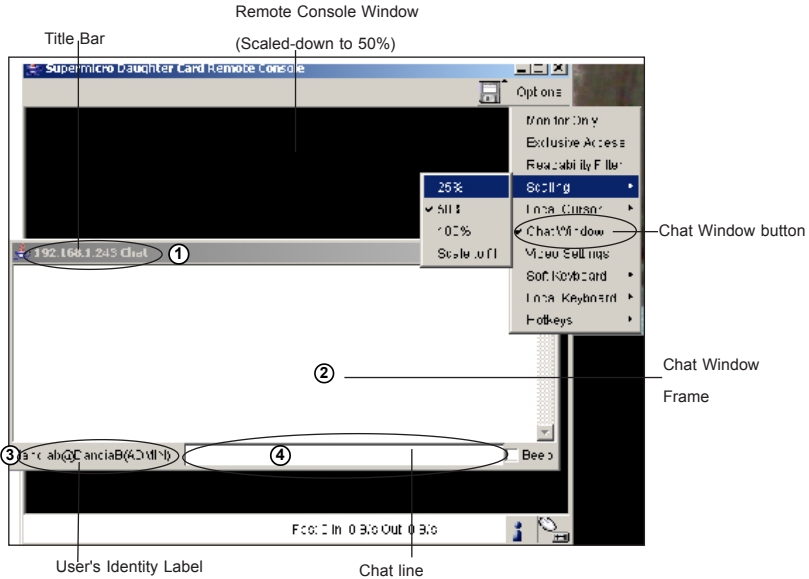 Remote Console Window
(Scaled-down to 50%)
Title Bar
Supermicro Daughter Card Remote Console
Options
Monitor Only
Exclusive Access
Readability Filter
Scaling
Local Cursor
Chat Window
Video Settings
Soft Keyboard
Local Keyboard
Hotkeys
25%
50%
100%
Scale to fit
Chat Window button
192.168.1.243 Chat
1
2
Chat Window
Frame
3
DanciaB(ADMIN)
4
Beep
In: 0 B/s Out: 0 B/s
User's Identity Label
Chat line